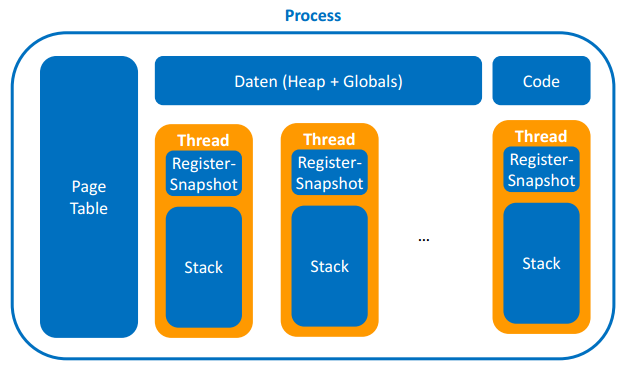 Process
Page
Table
Daten (Heap + Globals)
Code
Thread
Register-
Snapshot
Stack
Thread
Register-
Snapshot
Stack
...
Thread
Register-
Snapshot
Stack